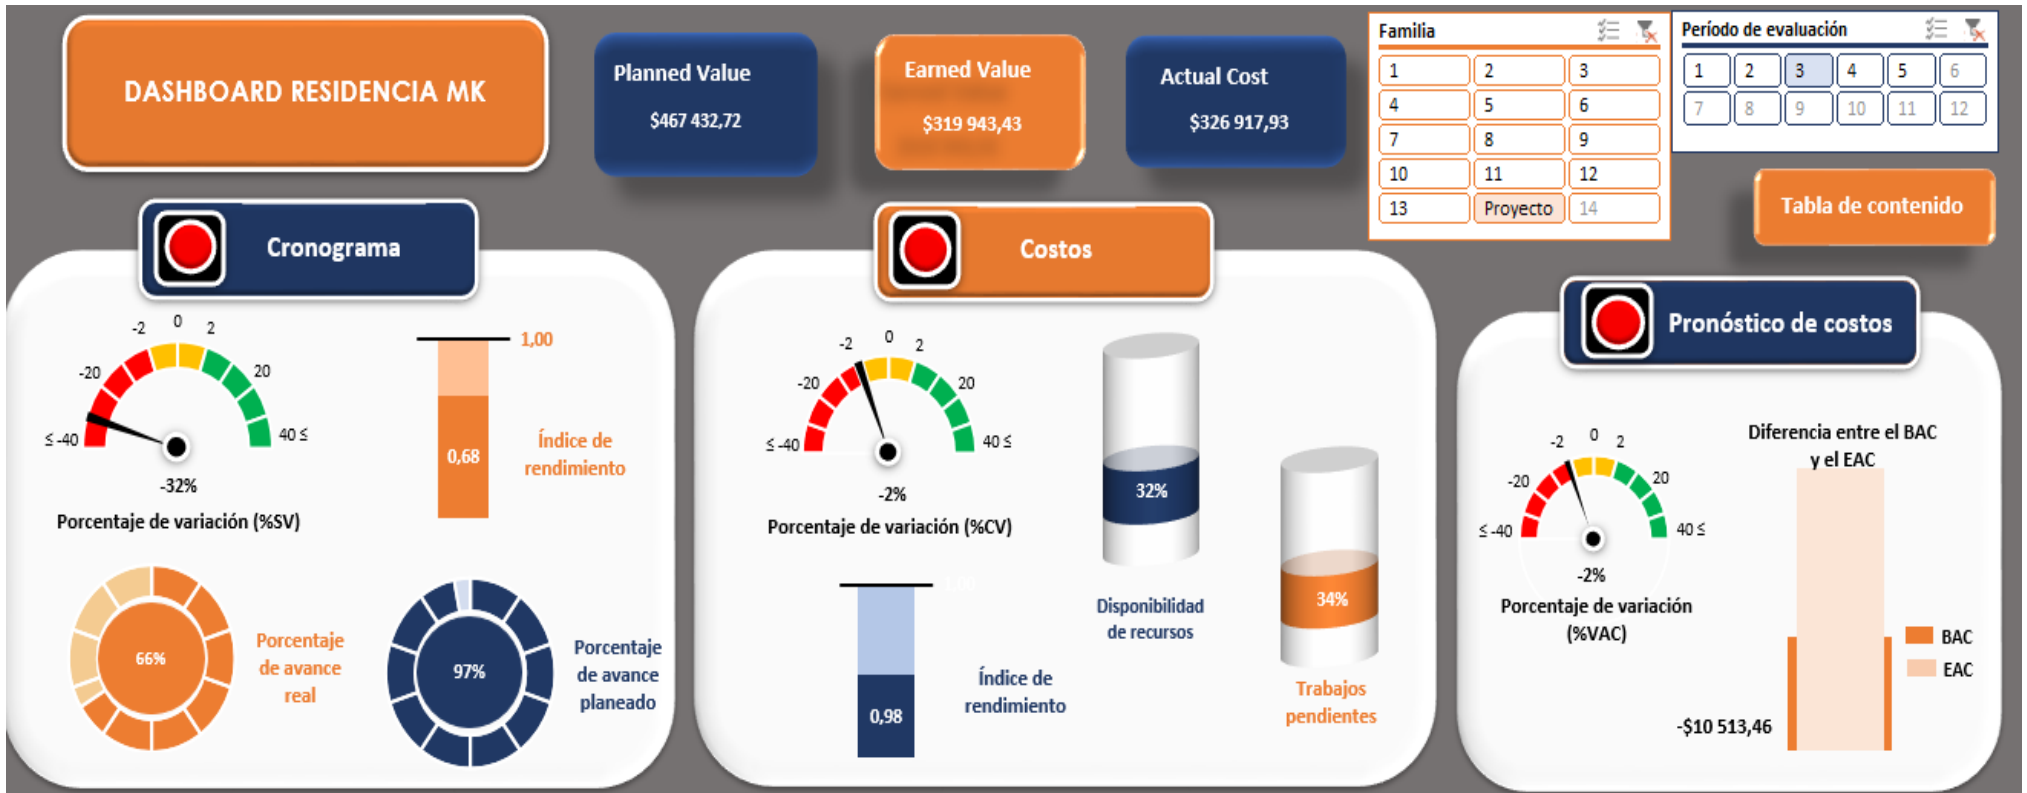 DASHBOARD RESIDENCIA MK
Planned Value
$467 432,72
Earned Value
$319 943,43
Actual Cost
$326 917,93
Familia
1 2 3
4 5 6
7 8 9
10 11 12
13 Proyecto 14
Período de evaluación
1 2 3 4 5 6
7 8 9 10 11 12
Tabla de contenido
Cronograma
-2 0 2
-20 20
≤ -40 40 ≤
-32%
Porcentaje de variación (%SV)
1,00
0,68
Índice de
rendimiento
66%
Porcentaje
de avance
real
97%
Porcentaje
de avance
planeado
Costos
-2 0 2
-20 20
≤ -40 40 ≤
-2%
Porcentaje de variación (%CV)
1,00
0,98
Índice de
rendimiento
32%
Disponibilidad
de recursos
34%
Trabajos
pendientes
Pronóstico de costos
-2 0 2
-20 20
≤ -40 40 ≤
-2%
Porcentaje de variación
(%VAC)
Diferencia entre el BAC
y el EAC
-$10 513,46
BAC
EAC